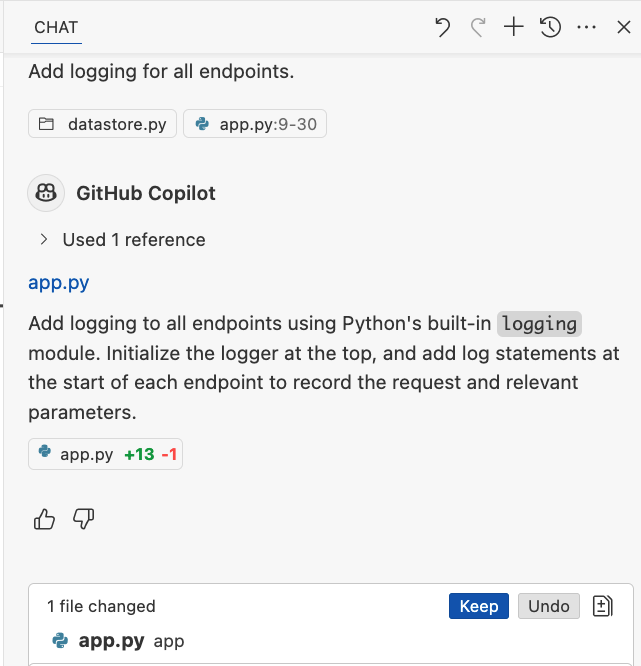 CHAT
Add logging for all endpoints.
datastore.py app.py:9-30
GitHub Copilot
Used 1 reference
app.py
Add logging to all endpoints using Python's built-in logging
module. Initialize the logger at the top, and add log statements at
the start of each endpoint to record the request and relevant
parameters.
app.py +13 -1
1 file changed Keep Undo
app.py app